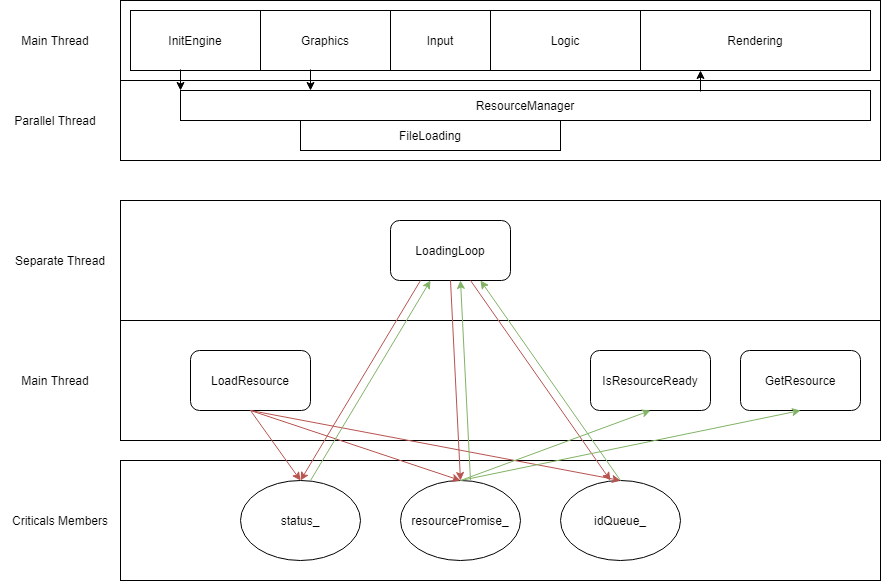 Main Thread
InitEngine
Graphics
Input
Logic
Rendering
Parallel Thread
ResourceManager
FileLoading
Separate Thread
LoadingLoop
Main Thread
LoadResource
IsResourceReady
GetResource
Criticals Members
status_
resourcePromise_
idQueue_